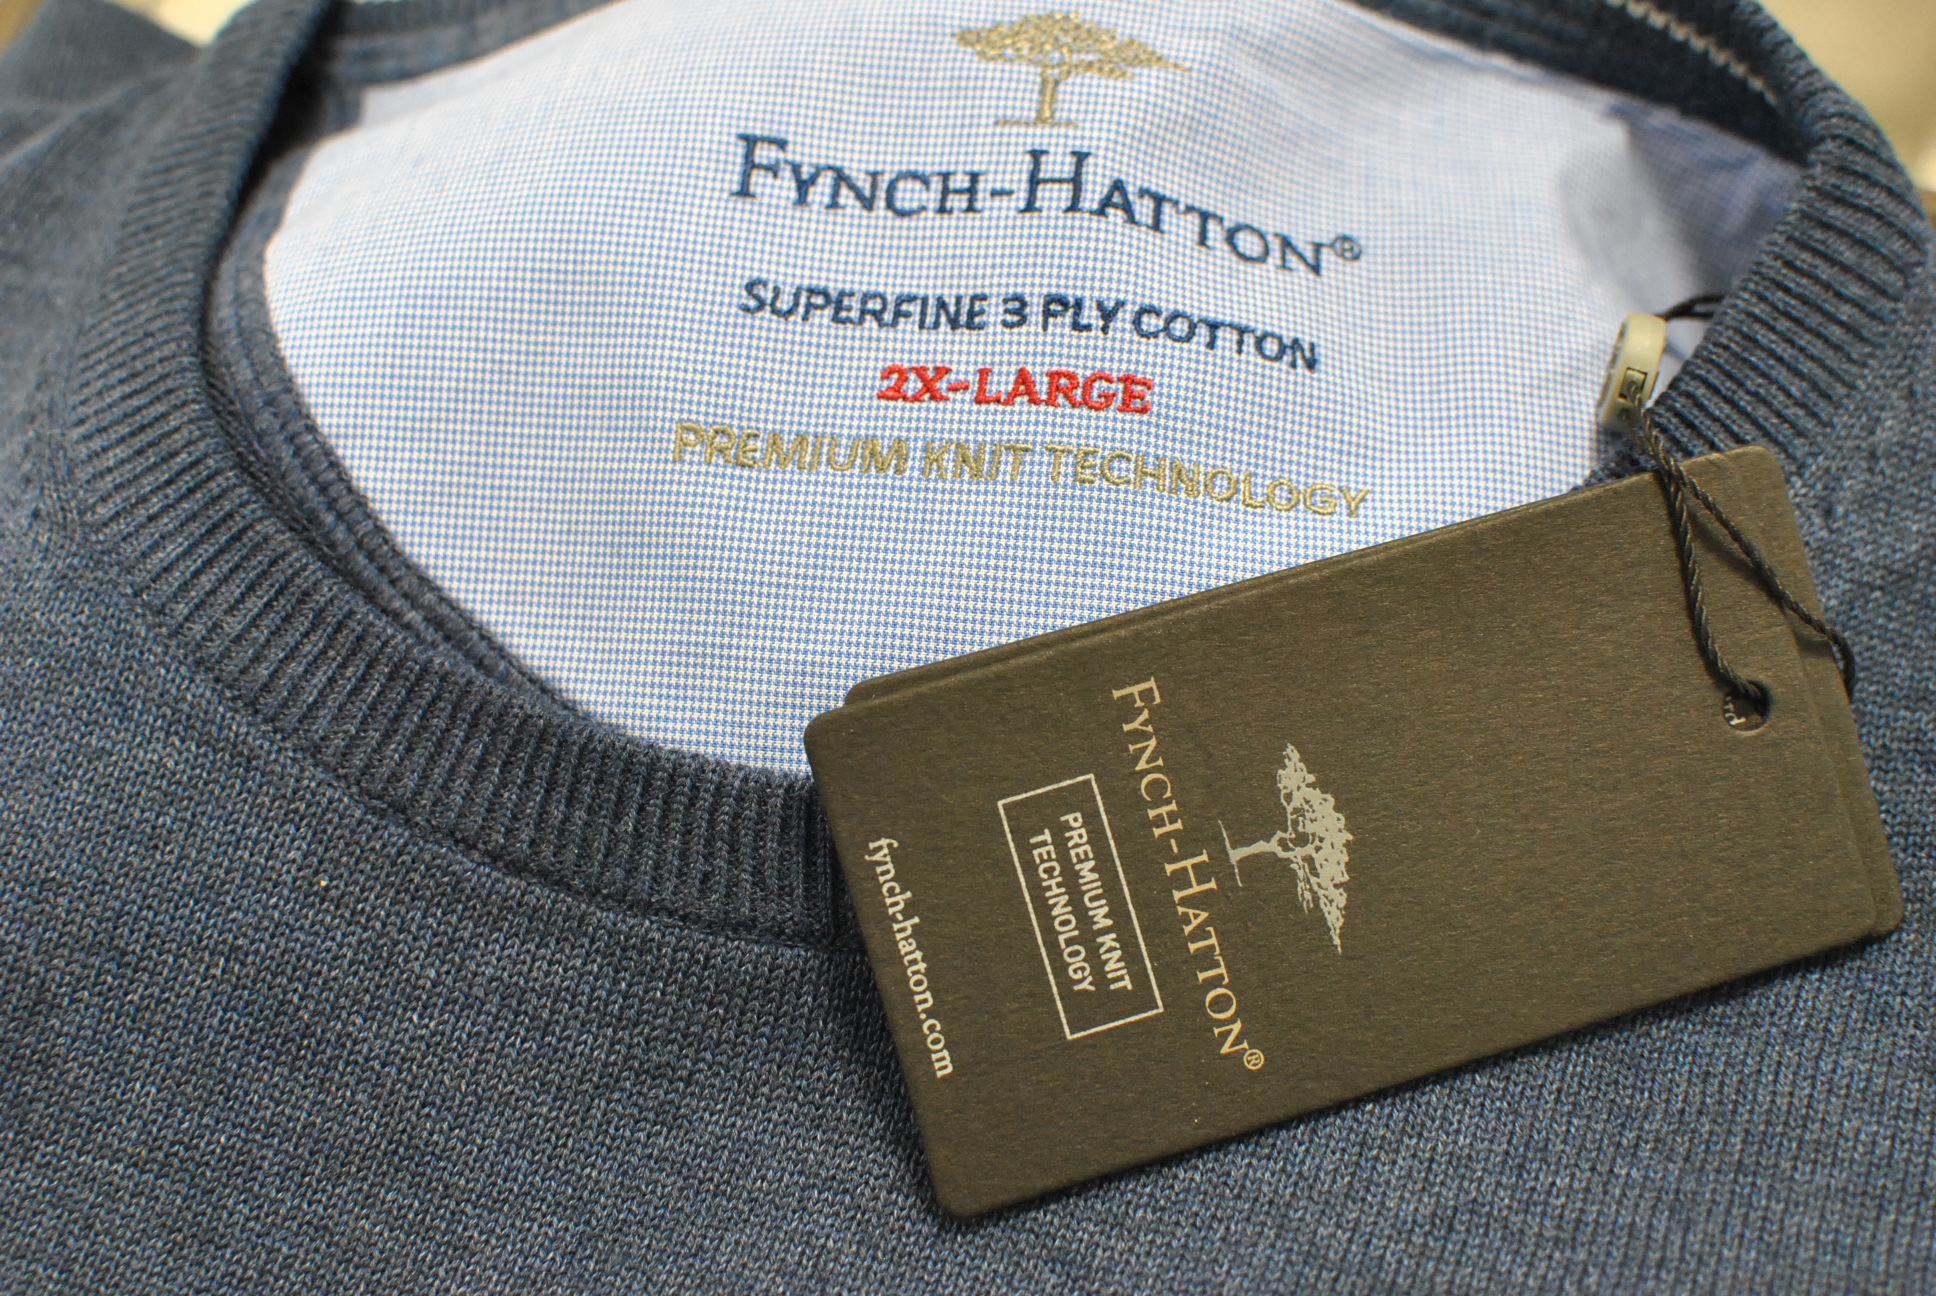 FYNCH-HATTON®
SUPERFINE 3 PLY COTTON
2X-LARGE
PREMIUM KNIT TECHNOLOGY
FYNCH-HATTON®
PREMIUM KNIT
TECHNOLOGY
fynch-hatton.com